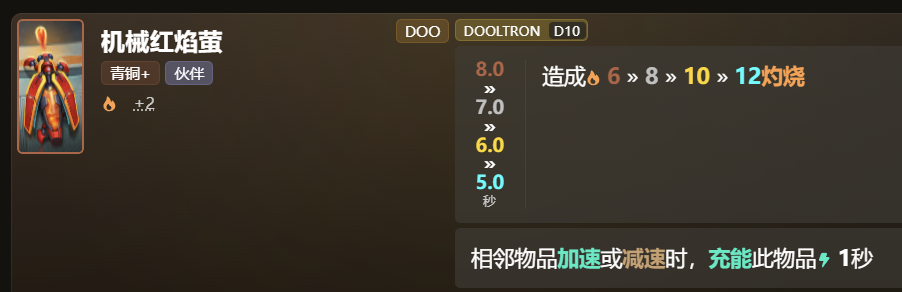 机械红焰萤
青铜+ 伙伴
+2
DOO
DOOLTRON D10
8.0
»
7.0
»
6.0
»
5.0
秒
造成 6 » 8 » 10 » 12灼烧
相邻物品加速或减速时，充能此物品 1秒